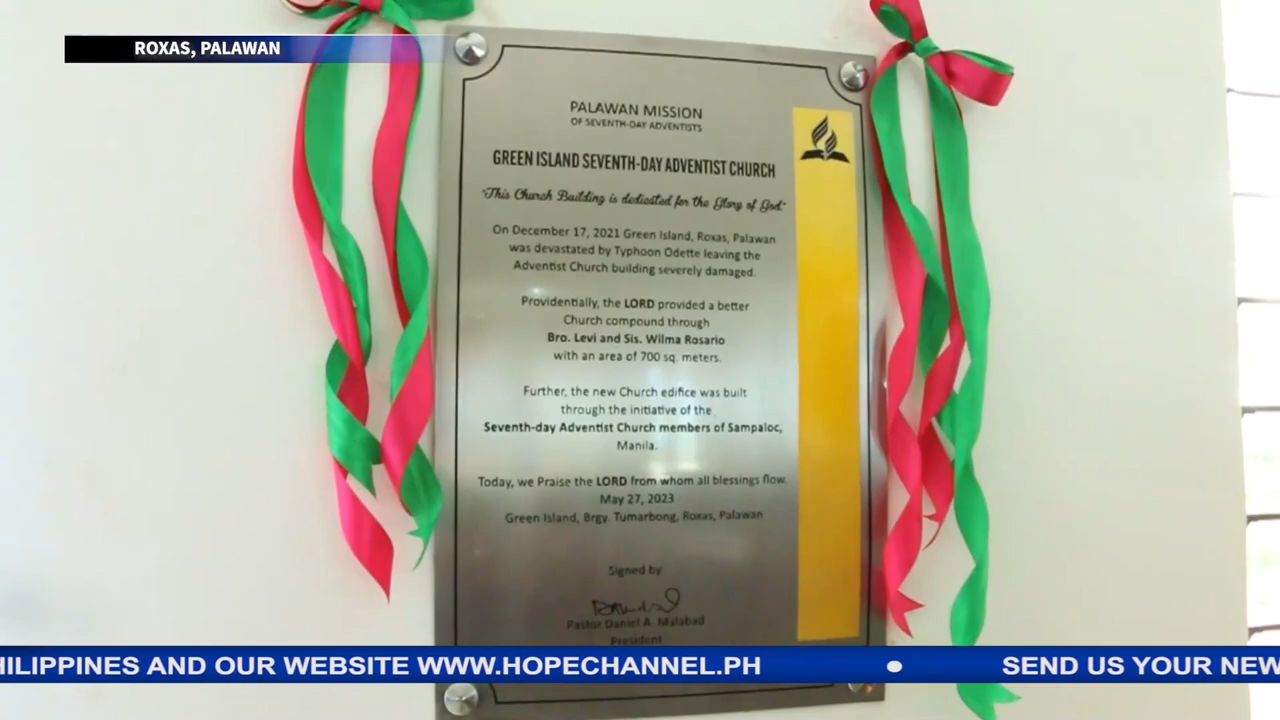 ROXAS, PALAWAN
PALAWAN MISSION
OF SEVENTH-DAY ADVENTISTS
GREEN ISLAND SEVENTH-DAY ADVENTIST CHURCH
"This Church Building is dedicated for the Glory of God."
On December 17, 2021 Green Island, Roxas, Palawan
was devastated by Typhoon Odette leaving the
Adventist Church building severely damaged.
Providentially, the LORD provided a better
Church compound through
Bro. Levi and Sis. Wilma Rosario
with an area of 700 sq. meters.
Further, the new Church edifice was built
through the initiative of the
Seventh-day Adventist Church members of Sampaloc,
Manila.
Today, we Praise the LORD from whom all blessings flow.
May 27, 2023
Green Island, Brgy. Tumarbong, Roxas, Palawan
Signed by
Pastor Daniel A. Malabad
President
HILIPPINES AND OUR WEBSITE WWW.HOPECHANNEL.PH • SEND US YOUR NEW